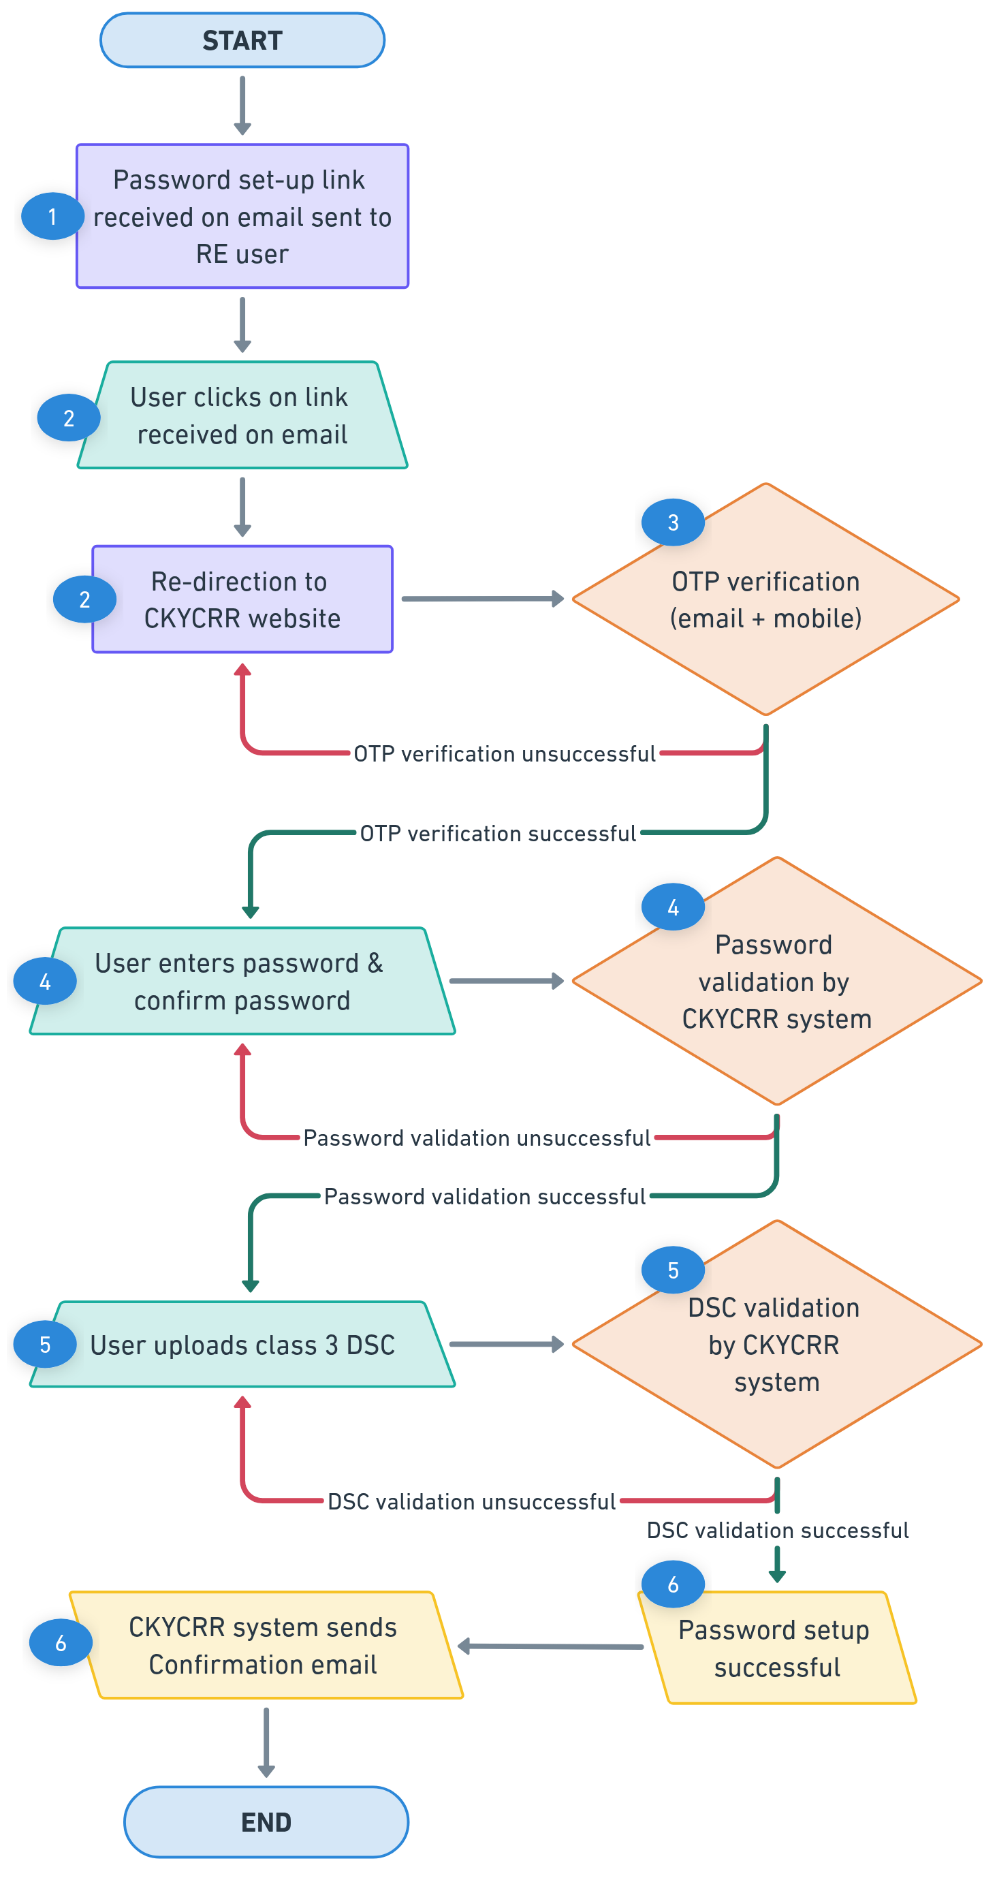 START
1
Password set-up link
received on email sent to
RE user
2
User clicks on link
received on email
2
Re-direction to
CKYCRR website
3
OTP verification
(email + mobile)
OTP verification unsuccessful
OTP verification successful
4
User enters password &
confirm password
4
Password
validation by
CKYCRR system
Password validation unsuccessful
Password validation successful
5
User uploads class 3 DSC
5
DSC validation
by CKYCRR
system
DSC validation unsuccessful
DSC validation successful
6
Password setup
successful
6
CKYCRR system sends
Confirmation email
END